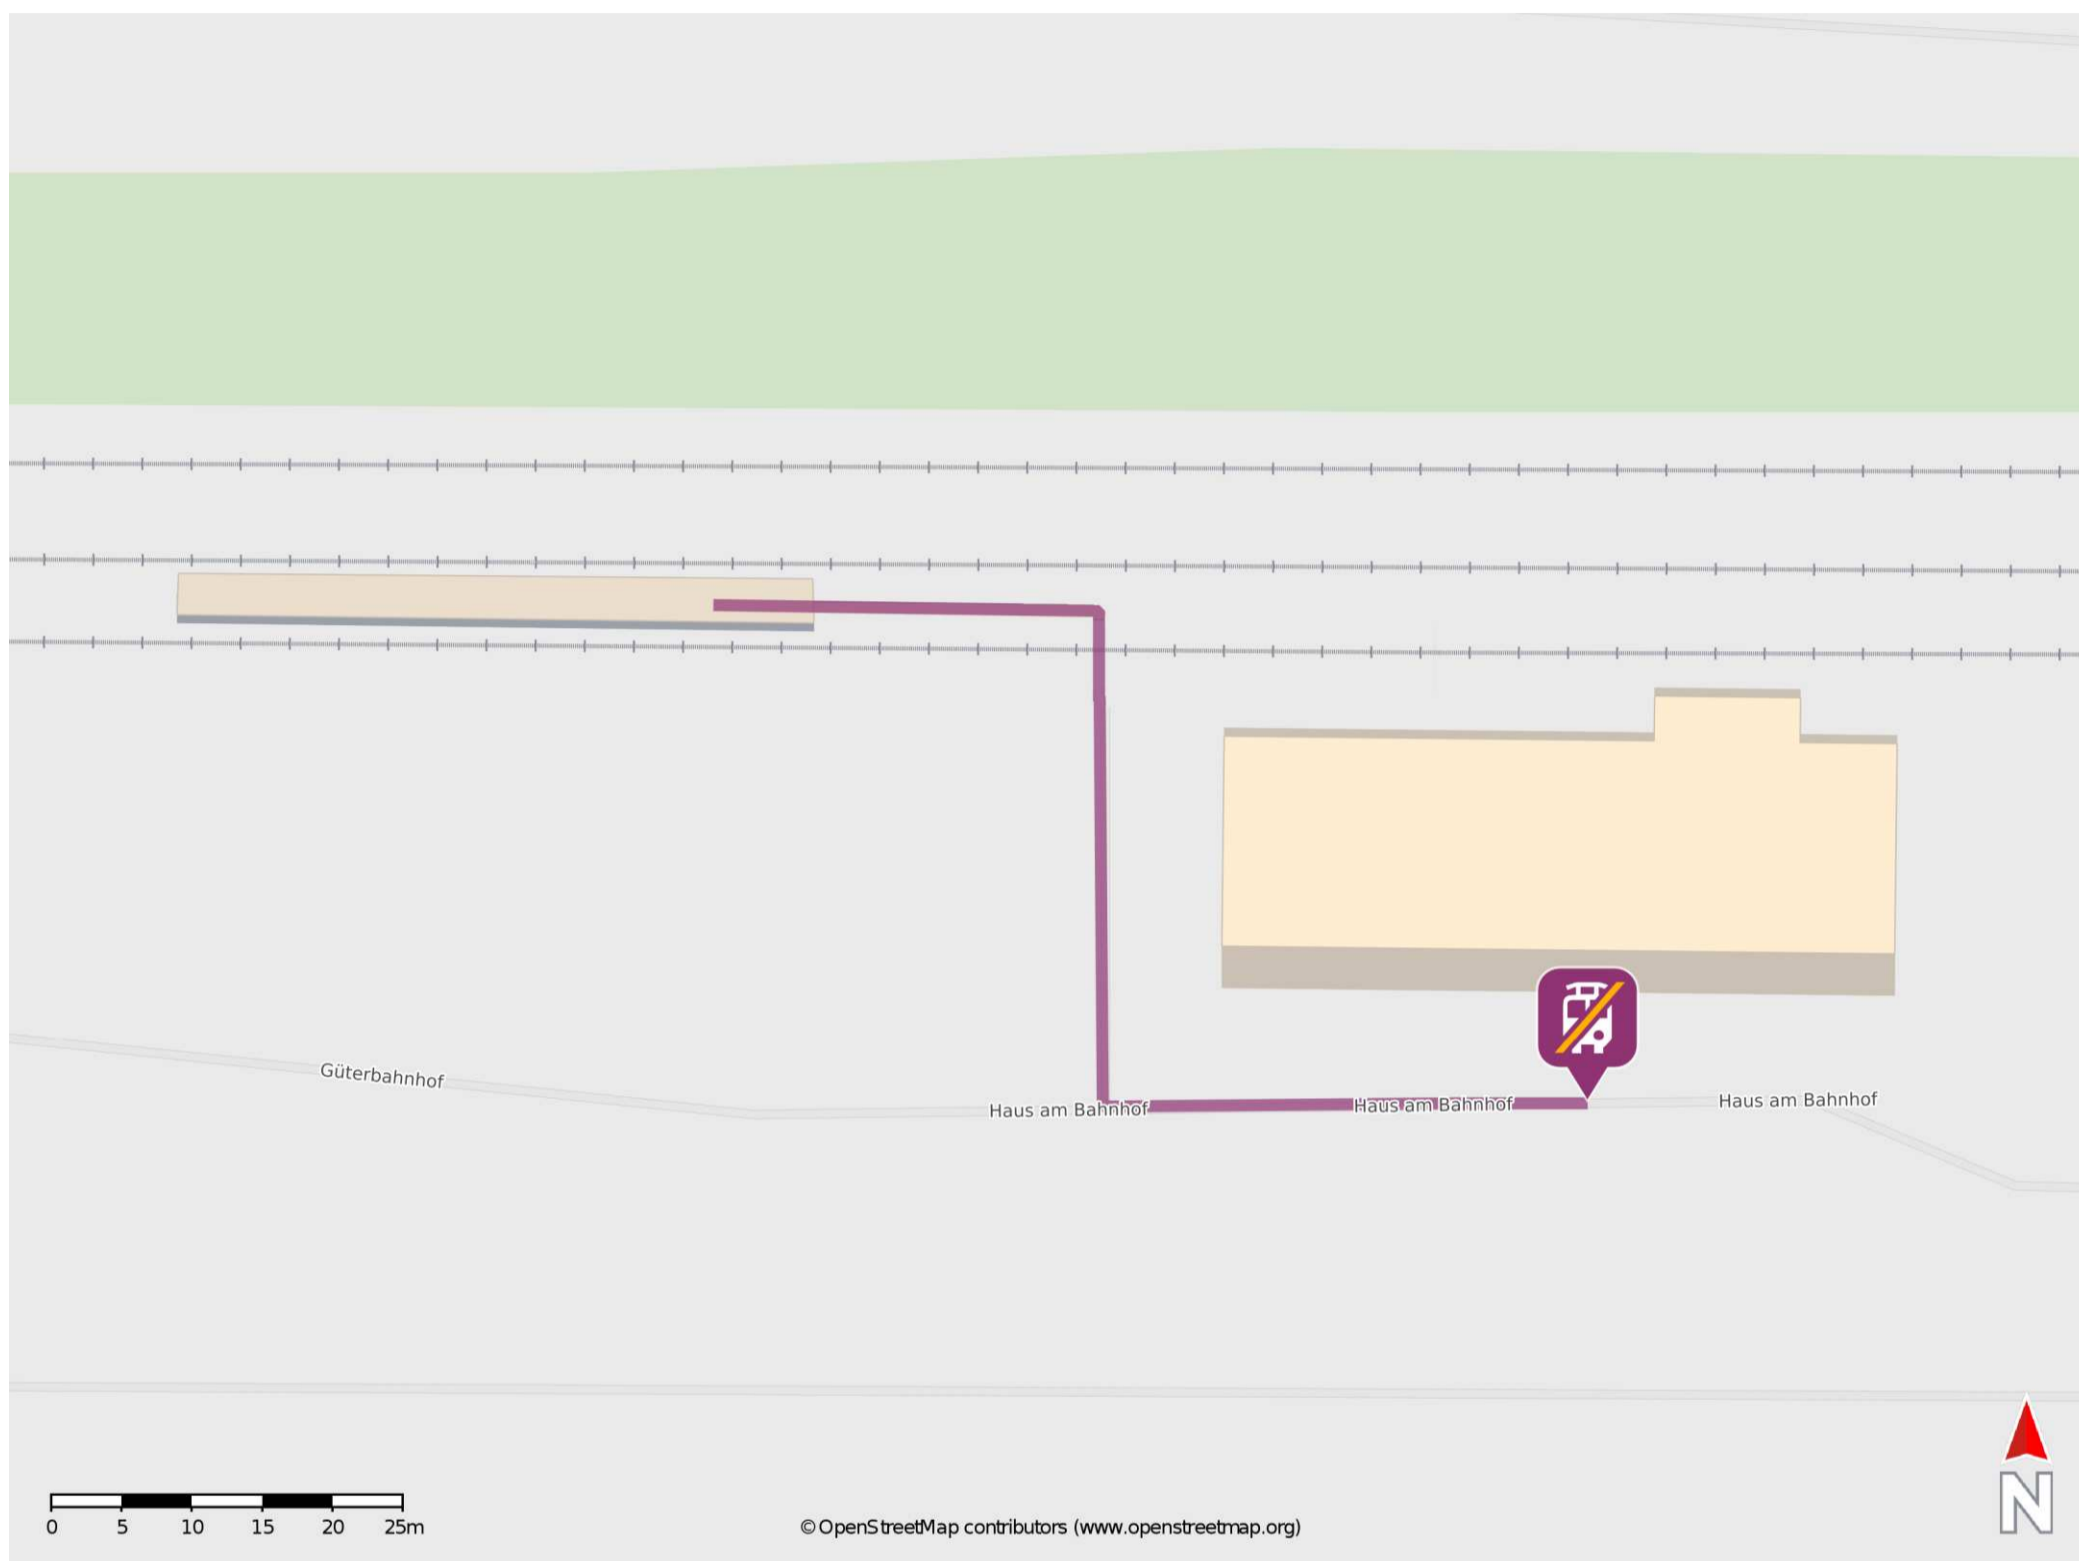 Güterbahnhof
Haus am Bahnhof
Haus am Bahnhof
Haus am Bahnhof
0 5 10 15 20 25m
© OpenStreetMap contributors (www.openstreetmap.org)
N